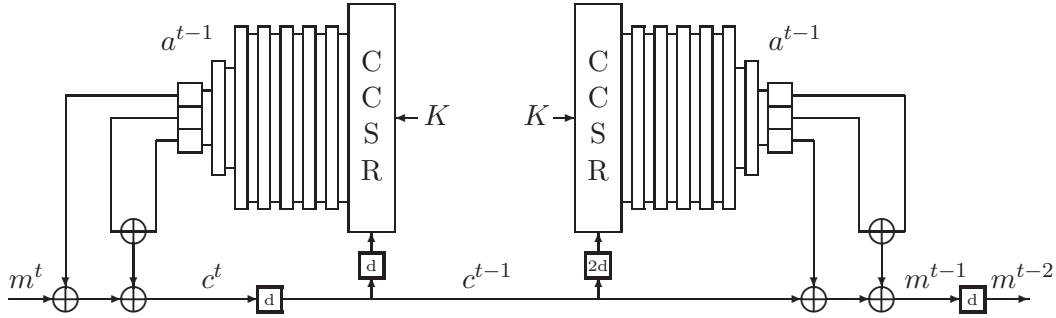 a^{t-1}
C
C
S
R
K
K
C
C
S
R
a^{t-1}
d
2d
m^t
c^t
d
c^{t-1}
m^{t-1}
d
m^{t-2}